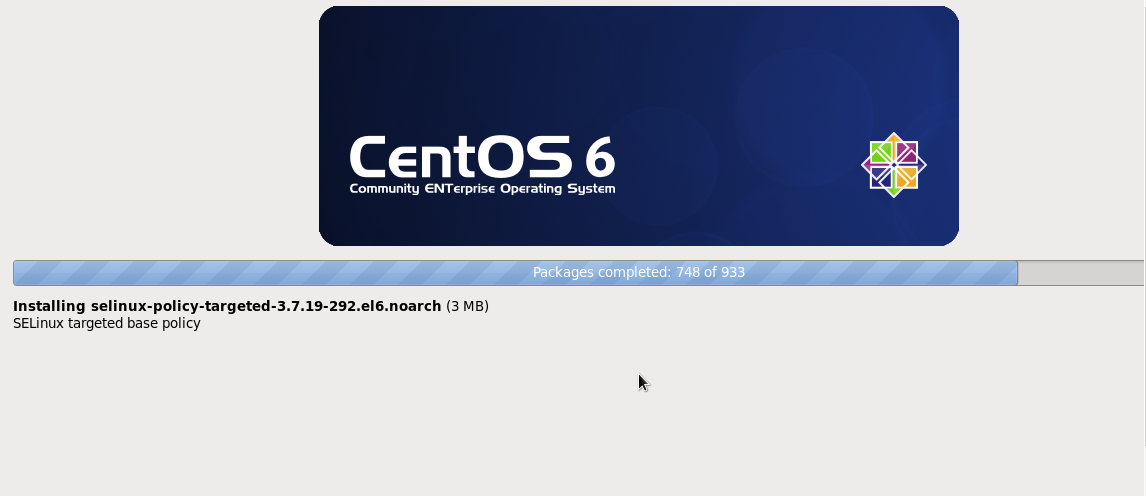 CentOS 6
Community ENTerprise Operating System
Packages completed: 748 of 933
Installing selinux-policy-targeted-3.7.19-292.el6.noarch (3 MB)
SELinux targeted base policy